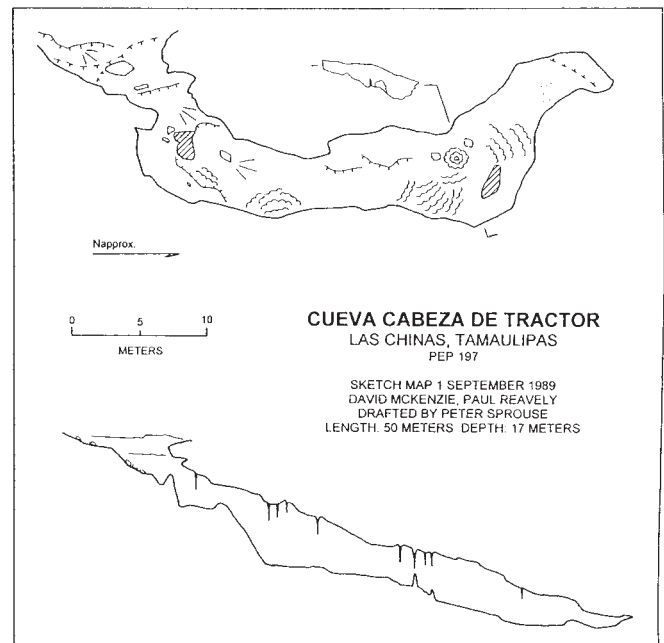 Napprox.
0 5 10
METERS
CUEVA CABEZA DE TRACTOR
LAS CHINAS, TAMAULIPAS
PEP 197
SKETCH MAP 1 SEPTEMBER 1989
DAVID MCKENZIE, PAUL REAVELY
DRAFTED BY PETER SPROUSE
LENGTH: 50 METERS DEPTH: 17 METERS